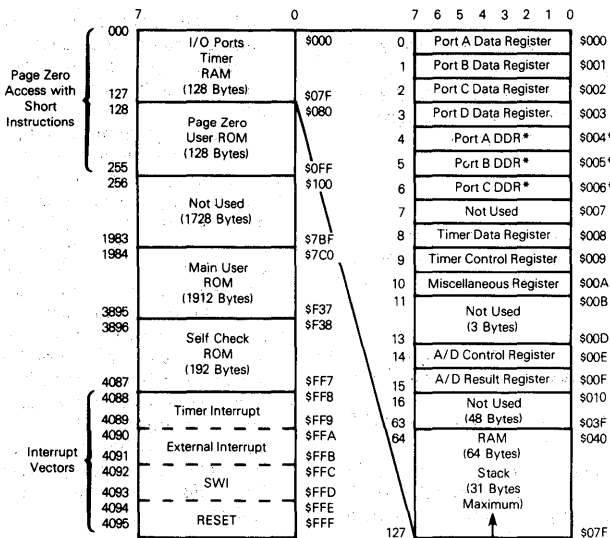 7 0
000 I/O Ports $000
Timer
RAM
127 (128 Bytes) $07F
128 $080
Page Zero
User ROM
(128 Bytes)
255 $0FF
Page Zero
Access with
Short
Instructions
256 $100
Not Used
(1728 Bytes)
1983 $7BF
1984 $7C0
Main User
ROM
(1912 Bytes)
3895 $F37
3896 $F38
Self Check
ROM
(192 Bytes)
4087 $FF7
4088 $FF8
Timer Interrupt
4089 $FF9
4090 $FFA
External Interrupt
4091 $FFB
4092 $FFC
SWI
4093 $FFD
4094 $FFE
RESET
4095 $FFF
Interrupt
Vectors
7 6 5 4 3 2 1 0
0 Port A Data Register $000
1 Port B Data Register $001
2 Port C Data Register $002
3 Port D Data Register $003
4 Port A DDR* $004*
5 Port B DDR* $005*
6 Port C DDR* $006*
7 Not Used $007
8 Timer Data Register $008
9 Timer Control Register $009
10 Miscellaneous Register $00A
11 $00B
Not Used
(3 Bytes)
13 $00D
14 A/D Control Register $00E
15 A/D Result Register $00F
16 $010
Not Used
63 (48 Bytes) $03F
64 RAM $040
(64 Bytes)
Stack
(31 Bytes
Maximum)
127 $07F